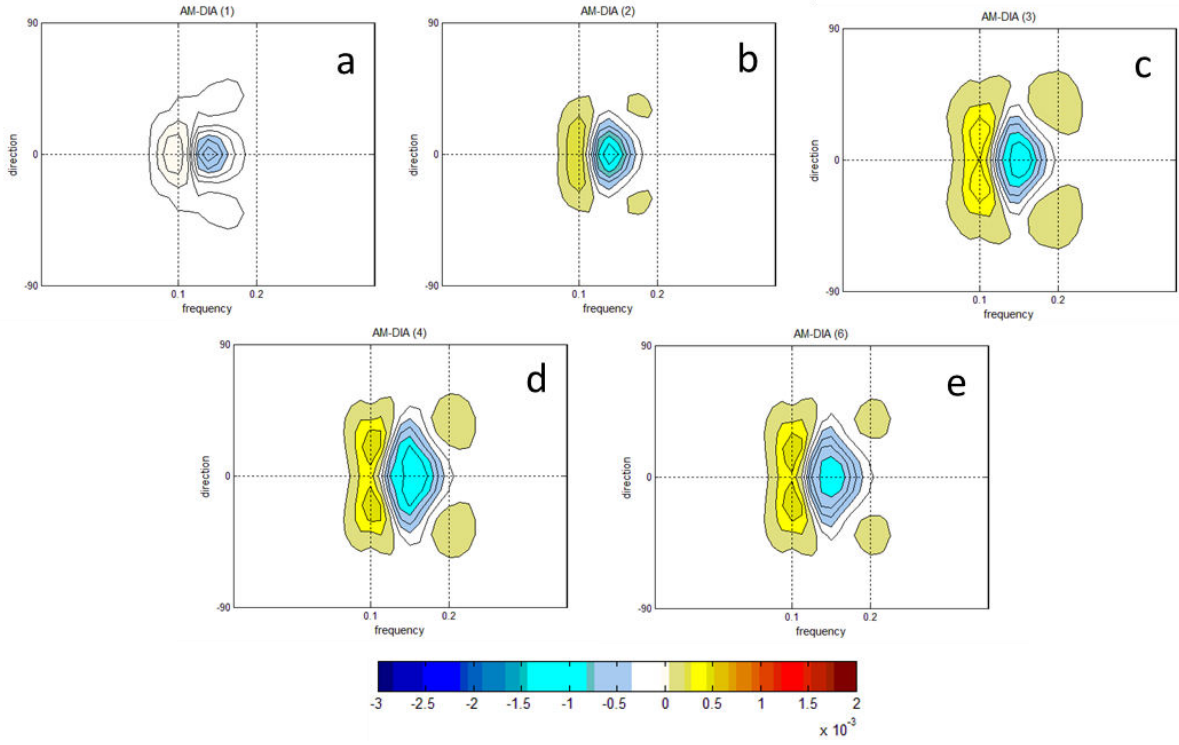 AM-DIA (1)
90
a
direction
0
-90
0.1
0.2
frequency
AM-DIA (2)
90
b
direction
0
-90
0.1
0.2
frequency
AM-DIA (3)
90
c
direction
0
-90
0.1
0.2
frequency
AM-DIA (4)
90
d
direction
0
-90
0.1
0.2
frequency
AM-DIA (6)
90
e
direction
0
-90
0.1
0.2
frequency
-3 -2.5 -2 -1.5 -1 -0.5 0 0.5 1 1.5 2
x 10⁻³